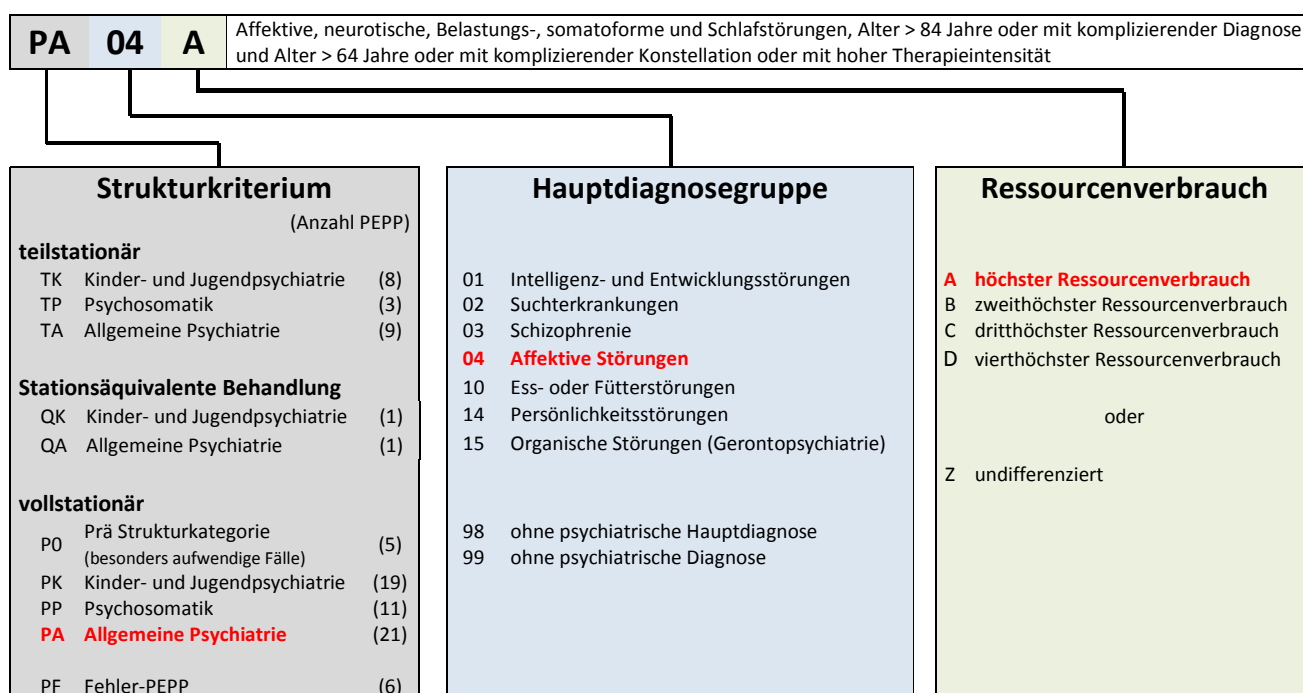 PA 04 A
Affektive, neurotische, Belastungs-, somatoforme und Schlafstörungen, Alter > 84 Jahre oder mit komplizierender Diagnose
und Alter > 64 Jahre oder mit komplizierender Konstellation oder mit hoher Therapieintensität
Strukturkriterium
(Anzahl PEPP)
teilstationär
TK Kinder- und Jugendpsychiatrie (8)
TP Psychosomatik (3)
TA Allgemeine Psychiatrie (9)
Stationsäquivalente Behandlung
QK Kinder- und Jugendpsychiatrie (1)
QA Allgemeine Psychiatrie (1)
vollstationär
P0 Prä Strukturkategorie (5)
(besonders aufwendige Fälle)
PK Kinder- und Jugendpsychiatrie (19)
PP Psychosomatik (11)
PA Allgemeine Psychiatrie (21)
PF Fehler-PEPP (6)
Hauptdiagnosegruppe
01 Intelligenz- und Entwicklungsstörungen
02 Suchterkrankungen
03 Schizophrenie
04 Affektive Störungen
10 Ess- oder Fütterstörungen
14 Persönlichkeitsstörungen
15 Organische Störungen (Gerontopsychiatrie)
98 ohne psychiatrische Hauptdiagnose
99 ohne psychiatrische Diagnose
Ressourcenverbrauch
A höchster Ressourcenverbrauch
B zweithöchster Ressourcenverbrauch
C dritthöchster Ressourcenverbrauch
D vierthöchster Ressourcenverbrauch
oder
Z undifferenziert